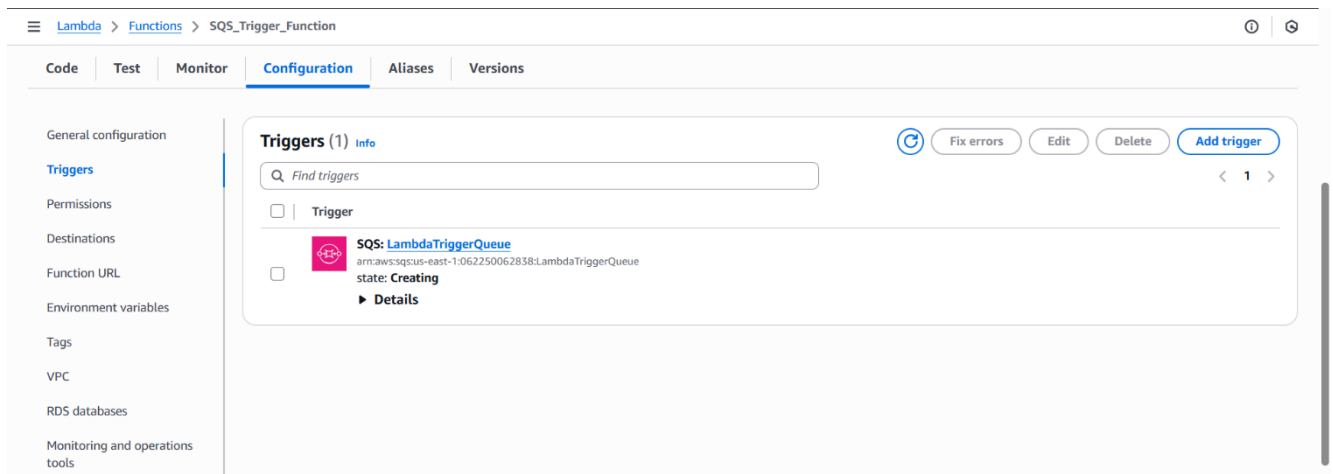 Lambda > Functions > SQS_Trigger_Function
Code Test Monitor Configuration Aliases Versions
General configuration
Triggers
Permissions
Destinations
Function URL
Environment variables
Tags
VPC
RDS databases
Monitoring and operations
tools
Triggers (1) Info
Fix errors Edit Delete Add trigger
Find triggers
< 1 >
Trigger
SQS: LambdaTriggerQueue
arn:aws:sqs:us-east-1:062250062838:LambdaTriggerQueue
state: Creating
▶ Details